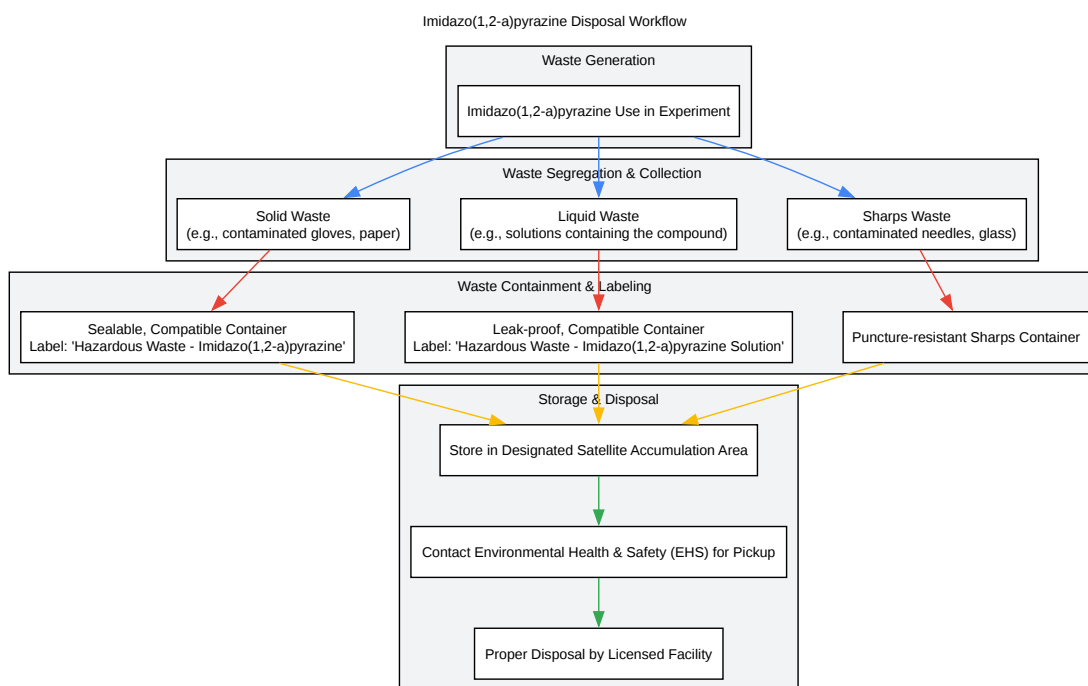 Imidazo(1,2-a)pyrazine Disposal Workflow
Waste Generation
Imidazo(1,2-a)pyrazine Use in Experiment
Waste Segregation & Collection
Solid Waste
(e.g., contaminated gloves, paper)
Liquid Waste
(e.g., solutions containing the compound)
Sharps Waste
(e.g., contaminated needles, glass)
Waste Containment & Labeling
Sealable, Compatible Container
Label: 'Hazardous Waste - Imidazo(1,2-a)pyrazine'
Leak-proof, Compatible Container
Label: 'Hazardous Waste - Imidazo(1,2-a)pyrazine Solution'
Puncture-resistant Sharps Container
Storage & Disposal
Store in Designated Satellite Accumulation Area
Contact Environmental Health & Safety (EHS) for Pickup
Proper Disposal by Licensed Facility